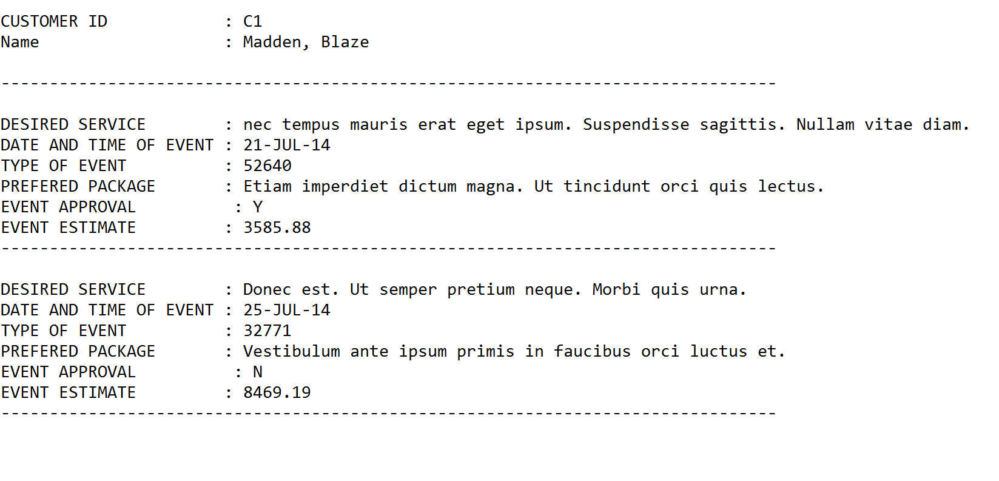 CUSTOMER ID : C1
Name : Madden, Blaze
--------------------------------------------------------------------------------
DESIRED SERVICE : nec tempus mauris erat eget ipsum. Suspendisse sagittis. Nullam vitae diam.
DATE AND TIME OF EVENT : 21-JUL-14
TYPE OF EVENT : 52640
PREFERED PACKAGE : Etiam imperdiet dictum magna. Ut tincidunt orci quis lectus.
EVENT APPROVAL : Y
EVENT ESTIMATE : 3585.88
--------------------------------------------------------------------------------
DESIRED SERVICE : Donec est. Ut semper pretium neque. Morbi quis urna.
DATE AND TIME OF EVENT : 25-JUL-14
TYPE OF EVENT : 32771
PREFERED PACKAGE : Vestibulum ante ipsum primis in faucibus orci luctus et.
EVENT APPROVAL : N
EVENT ESTIMATE : 8469.19
--------------------------------------------------------------------------------